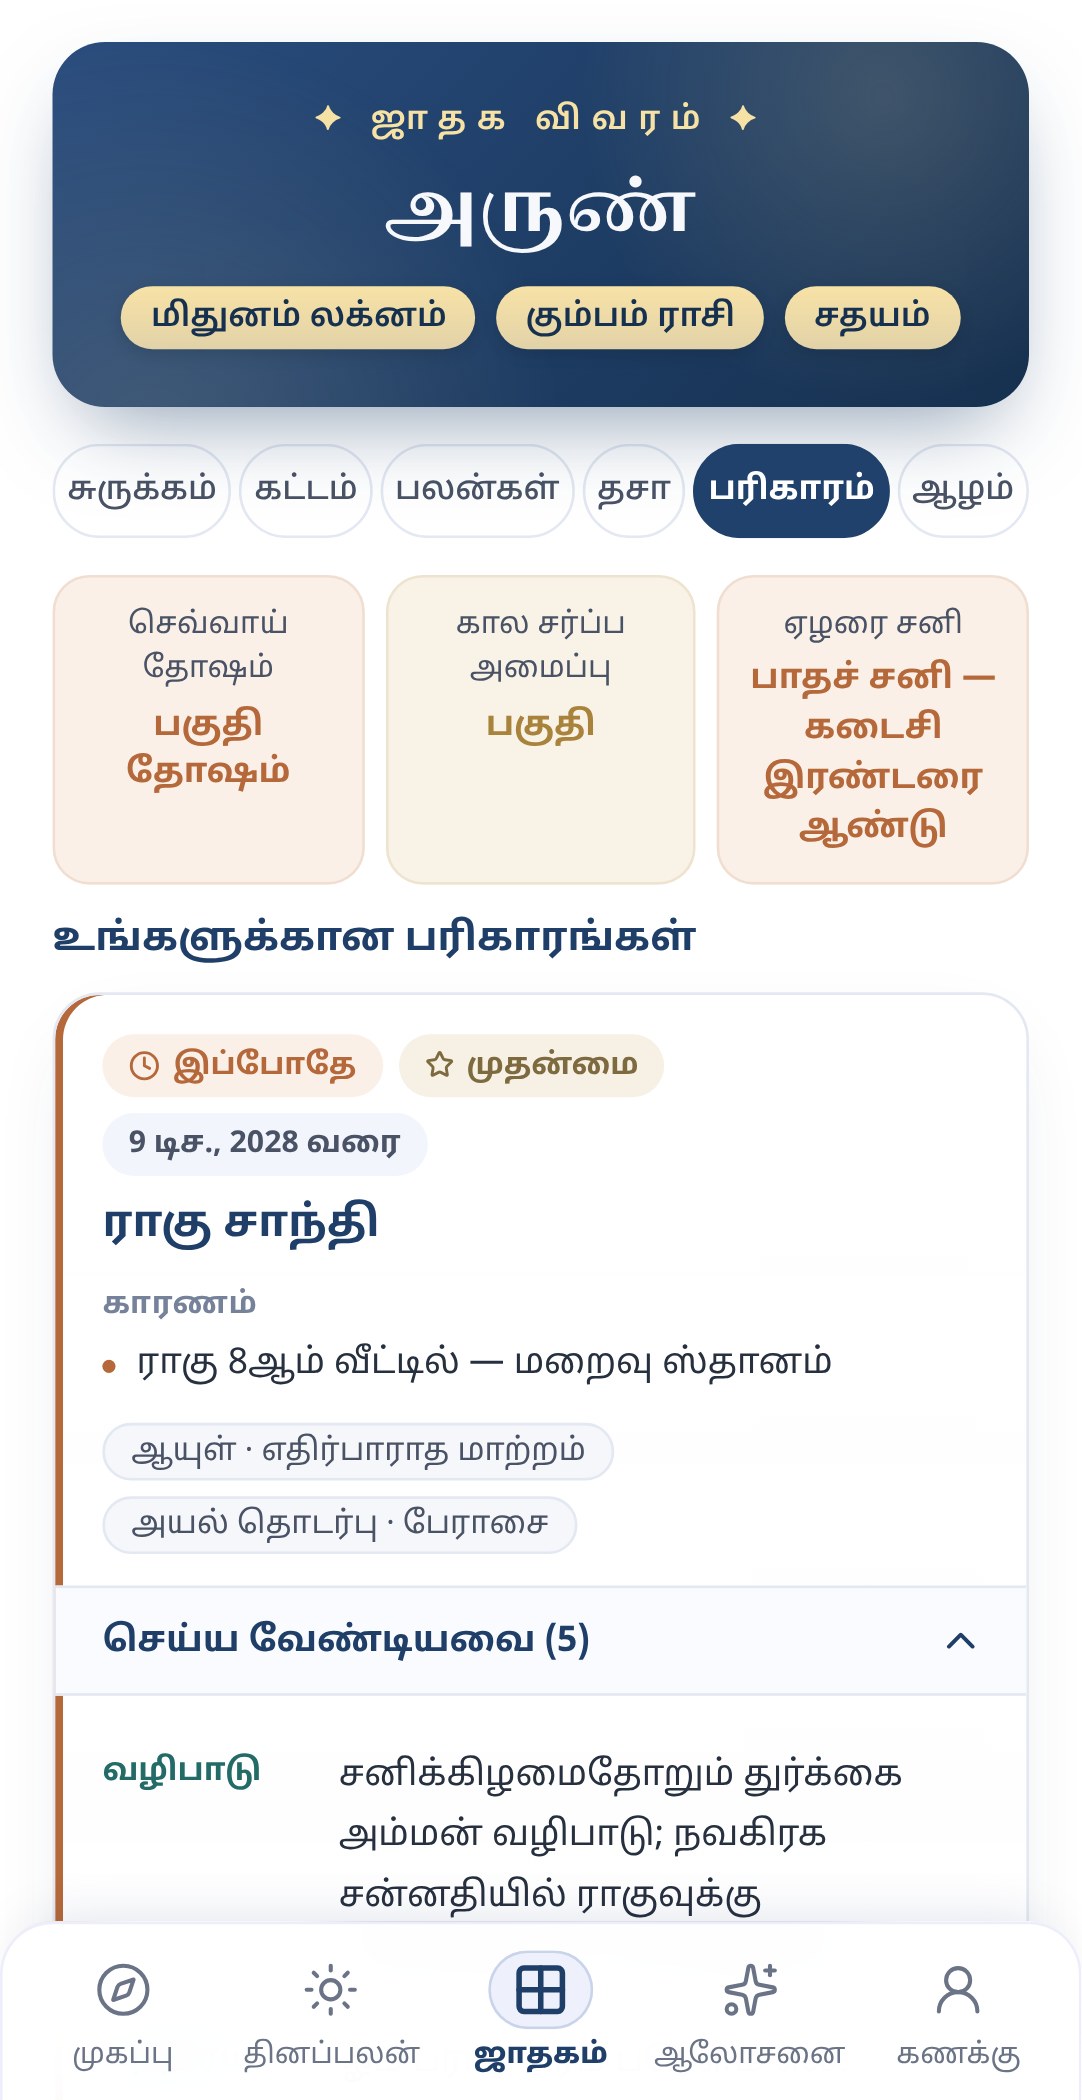 ஜாதக விவரம்
அருண்
மிதுனம் லக்னம் கும்பம் ராசி சதயம்
சுருக்கம் கட்டம் பலன்கள் தசா பரிகாரம் ஆழம்
செவ்வாய்
தோஷம்
பகுதி
தோஷம்
கால சர்ப்ப
அமைப்பு
பகுதி
ஏழரை சனி
பாதச் சனி —
கடைசி
இரண்டரை
ஆண்டு
உங்களுக்கான பரிகாரங்கள்
இப்போதே முதன்மை
9 டிச., 2028 வரை
ராகு சாந்தி
காரணம்
• ராகு 8ஆம் வீட்டில் — மறைவு ஸ்தானம்
ஆயுள் · எதிர்பாராத மாற்றம்
அயல் தொடர்பு · பேராசை
செய்ய வேண்டியவை (5)
வழிபாடு சனிக்கிழமைதோறும் துர்க்கை
அம்மன் வழிபாடு; நவகிரக
சன்னதியில் ராகுவுக்கு
முகப்பு தினப்பலன் ஜாதகம் ஆலோசனை கணக்கு